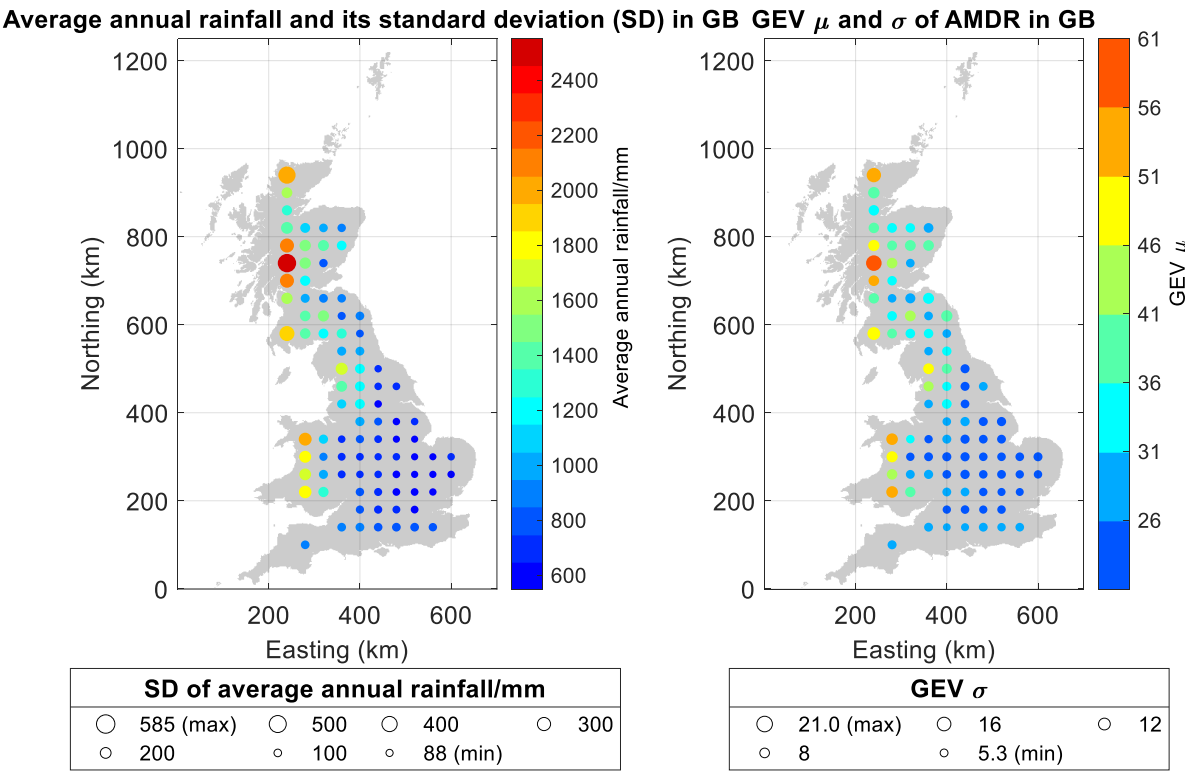 Average annual rainfall and its standard deviation (SD) in GB
1200
1000
800
600
400
200
0
Northing (km)
200 400 600
Easting (km)
2400
2200
2000
1800
1600
1400
1200
1000
800
600
Average annual rainfall/mm
SD of average annual rainfall/mm
585 (max) 500 400 300
200 100 88 (min)
GEV μ and σ of AMDR in GB
1200
1000
800
600
400
200
0
Northing (km)
200 400 600
Easting (km)
61
56
51
46
41
36
31
26
GEV μ
GEV σ
21.0 (max) 16 12
8 5.3 (min)